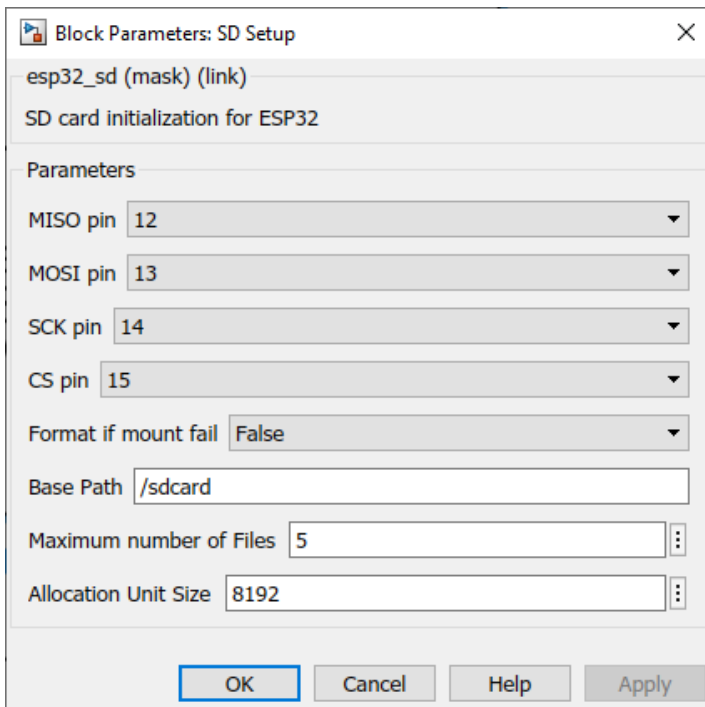 Block Parameters: SD Setup
esp32_sd (mask) (link)
SD card initialization for ESP32
Parameters
MISO pin 12
MOSI pin 13
SCK pin 14
CS pin 15
Format if mount fail False
Base Path /sdcard
Maximum number of Files 5
Allocation Unit Size 8192
OK Cancel Help Apply